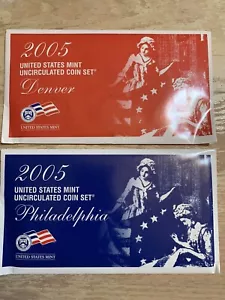 2005
UNITED STATES MINT
UNCIRCULATED COIN SET®
Denver
UNITED STATES MINT
2005
UNITED STATES MINT
UNCIRCULATED COIN SET®
Philadelphia
UNITED STATES MINT